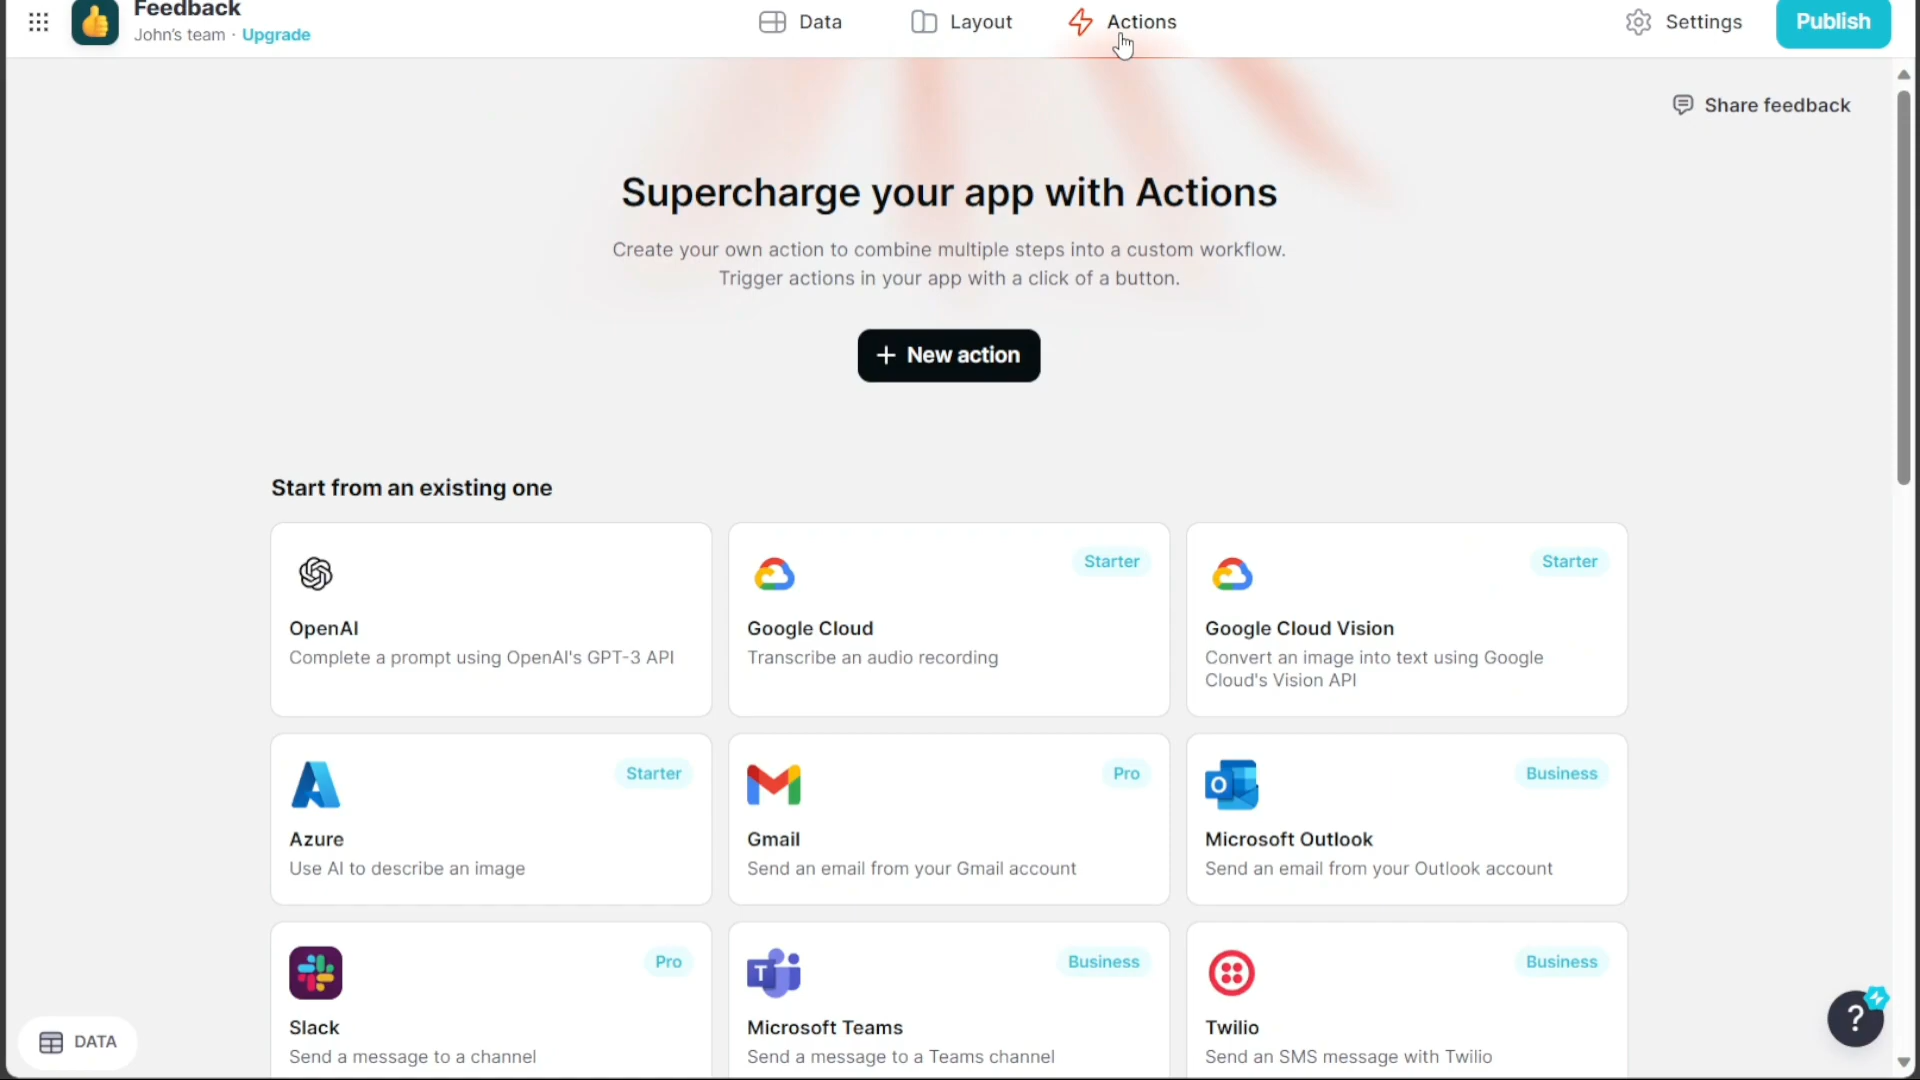 Feedback
John's team · Upgrade
Data
Layout
Actions
Settings
Publish
Share feedback
Supercharge your app with Actions
Create your own action to combine multiple steps into a custom workflow.
Trigger actions in your app with a click of a button.
+ New action
Start from an existing one
OpenAI
Complete a prompt using OpenAI's GPT-3 API
Starter
Google Cloud
Transcribe an audio recording
Starter
Google Cloud Vision
Convert an image into text using Google
Cloud's Vision API
Starter
Azure
Use AI to describe an image
Pro
Gmail
Send an email from your Gmail account
Business
Microsoft Outlook
Send an email from your Outlook account
Pro
Slack
Send a message to a channel
Business
Microsoft Teams
Send a message to a Teams channel
Business
Twilio
Send an SMS message with Twilio
DATA
?